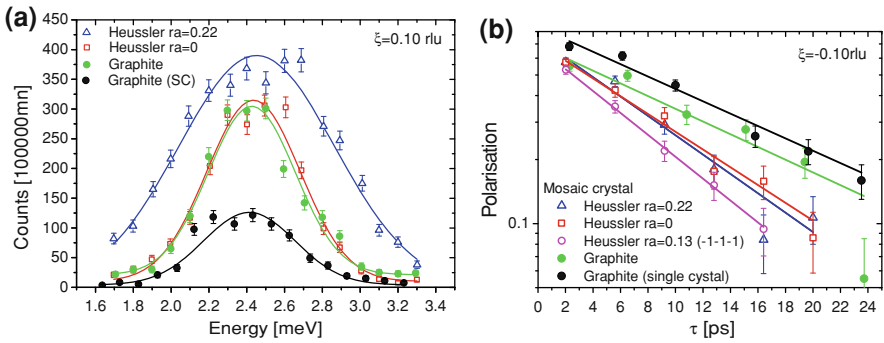 (a)
Heussler ra=0.22
Heussler ra=0
Graphite
Graphite (SC)
ξ=0.10 rlu
Counts [100000mn]
450
400
350
300
250
200
150
100
50
0
1.6 1.8 2.0 2.2 2.4 2.6 2.8 3.0 3.2 3.4
Energy [meV]
(b)
ξ=-0.10rlu
Polarisation
0.1
Mosaic crystal
Heussler ra=0.22
Heussler ra=0
Heussler ra=0.13 (-1-1-1)
Graphite
Graphite (single cystal)
0 2 4 6 8 10 12 14 16 18 20 22 24
τ [ps]